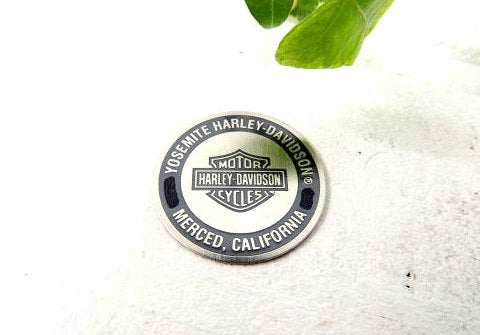 YOSEMITE HARLEY-DAVIDSON®
MOTOR
HARLEY-DAVIDSON
CYCLES
MERCED, CALIFORNIA